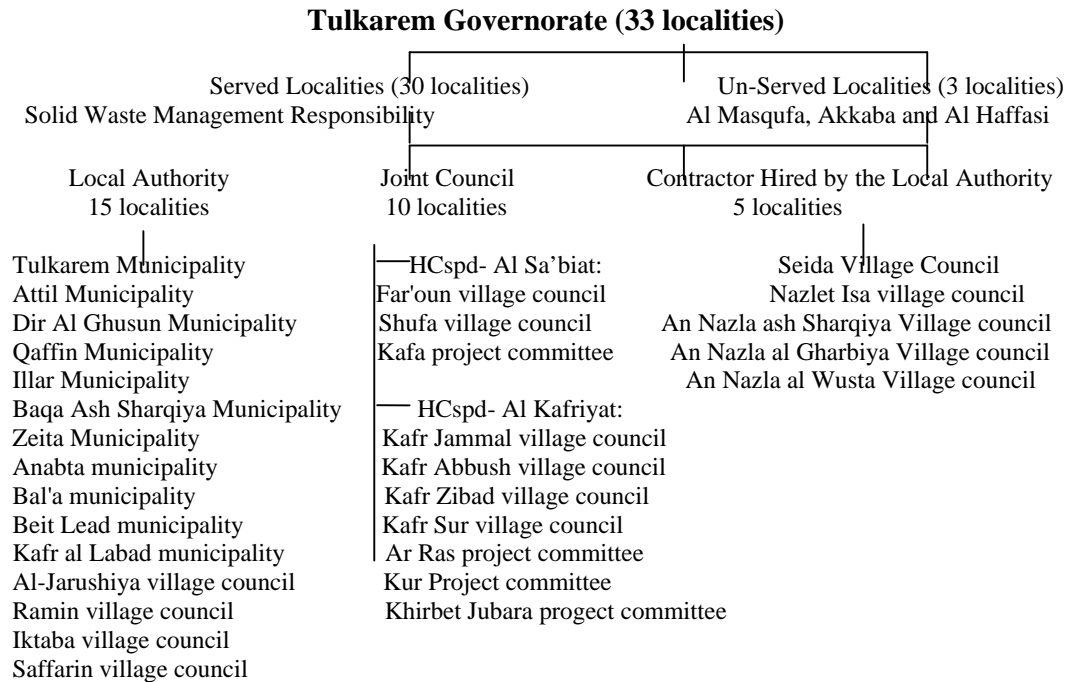 Tulkarem Governorate (33 localities)
Served Localities (30 localities)
Solid Waste Management Responsibility
Un-Served Localities (3 localities)
Al Masqufa, Akkaba and Al Haffasi
Local Authority
15 localities
Joint Council
10 localities
Contractor Hired by the Local Authority
5 localities
Tulkarem Municipality
Attil Municipality
Dir Al Ghusun Municipality
Qaffin Municipality
Illar Municipality
Baqa Ash Sharqiya Municipality
Zeita Municipality
Anabta municipality
Bal'a municipality
Beit Lead municipality
Kafr al Labad municipality
Al-Jarushiya village council
Ramin village council
Iktaba village council
Saffarin village council
HCspd- Al Sa’biat:
Far'oun village council
Shufa village council
Kafa project committee
HCspd- Al Kafriyat:
Kafr Jammal village council
Kafr Abbush village council
Kafr Zibad village council
Kafr Sur village council
Ar Ras project committee
Kur Project committee
Khirbet Jubara progect committee
Seida Village Council
Nazlet Isa village council
An Nazla ash Sharqiya Village council
An Nazla al Gharbiya Village council
An Nazla al Wusta Village council